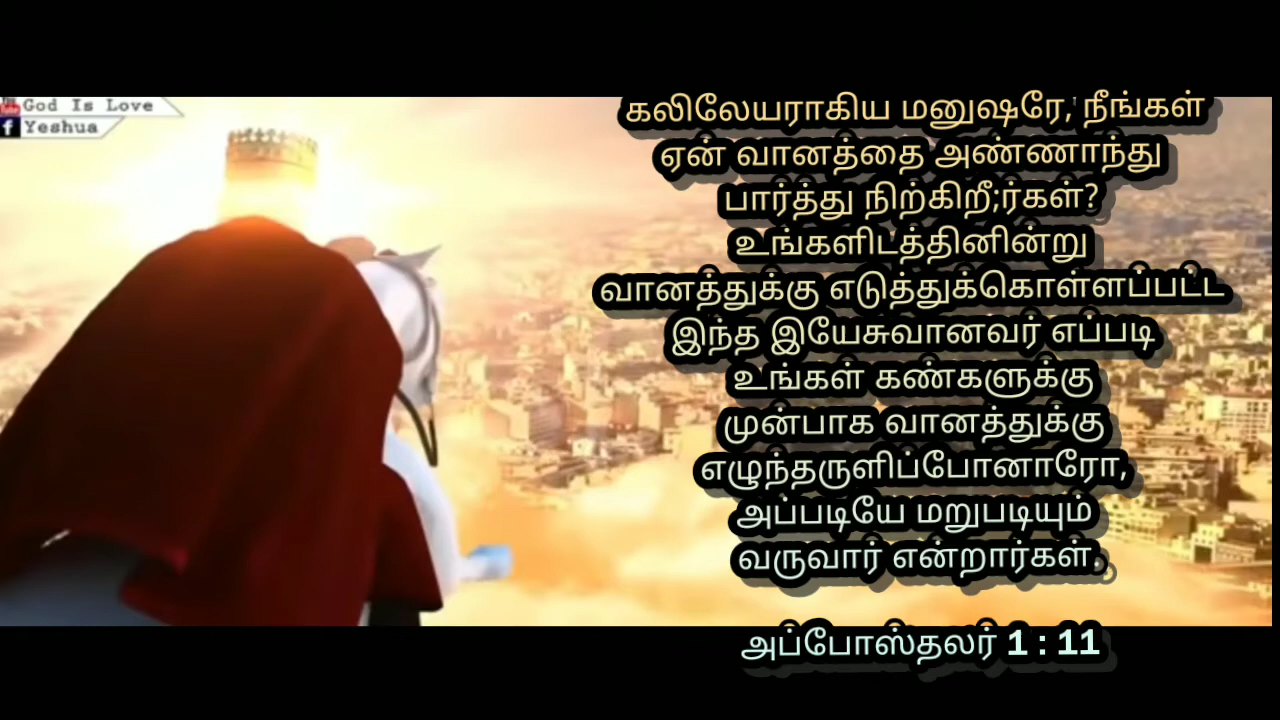 God Is Love
Yeshua
கலிலேயராகிய மனுஷரே, நீங்கள்
ஏன் வானத்தை அண்ணாந்து
பார்த்து நிற்கிறீ;ர்கள்?
உங்களிடத்தினின்று
வானத்துக்கு எடுத்துக்கொள்ளப்பட்ட
இந்த இயேசுவானவர் எப்படி
உங்கள் கண்களுக்கு
முன்பாக வானத்துக்கு
எழுந்தருளிப்போனாரோ,
அப்படியே மறுபடியும்
வருவார் என்றார்கள்.
அப்போஸ்தலர் 1 : 11